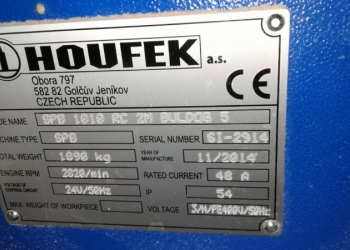 HOUFEK a.s.
Obora 797
582 82 Golčův Jeníkov
CZECH REPUBLIC
CE
DE NAME: SPB 1010 RC 2M BULDOG 5
CHINE TYPE SPB SERIAL NUMBER SI-2914
OTAL WEIGHT 1890 kg YEAR OF MANUFACTURE 11/2014
ENGINE RPM 2820/min RATED CURRENT 48 A
VOLTAGE OF CONTROL CIRCUIT 24V/50Hz IP 54
MAX. WEIGHT OF WORKPIECE VOLTAGE 3/N/PE400V/50Hz